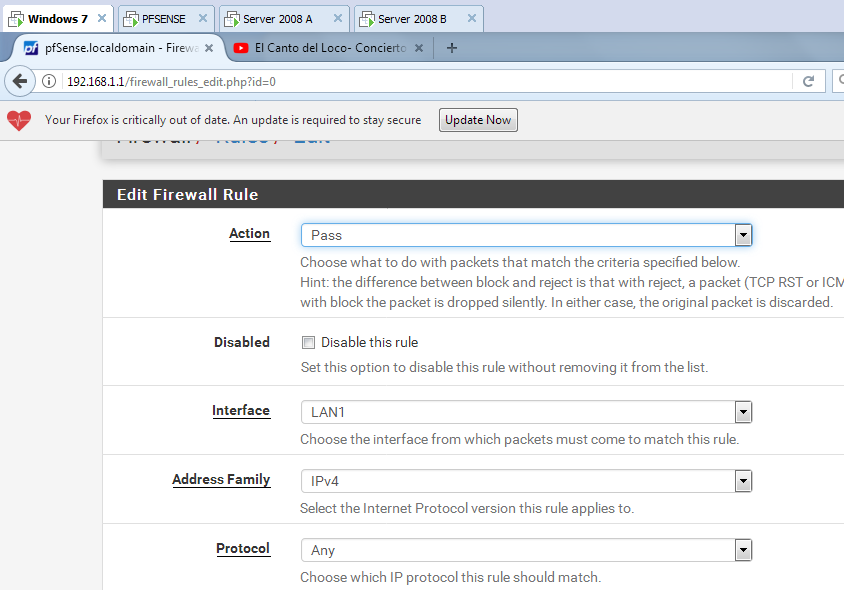 Windows 7
PFSENSE
Server 2008 A
Server 2008 B
pfSense.localdomain - Firewa
El Canto del Loco- Concierto
192.168.1.1/firewall_rules_edit.php?id=0
Your Firefox is critically out of date. An update is required to stay secure
Update Now
Firewall / Rules / Edit
Edit Firewall Rule
Action
Pass
Choose what to do with packets that match the criteria specified below.
Hint: the difference between block and reject is that with reject, a packet (TCP RST or ICM
with block the packet is dropped silently. In either case, the original packet is discarded.
Disabled
Disable this rule
Set this option to disable this rule without removing it from the list.
Interface
LAN1
Choose the interface from which packets must come to match this rule.
Address Family
IPv4
Select the Internet Protocol version this rule applies to.
Protocol
Any
Choose which IP protocol this rule should match.